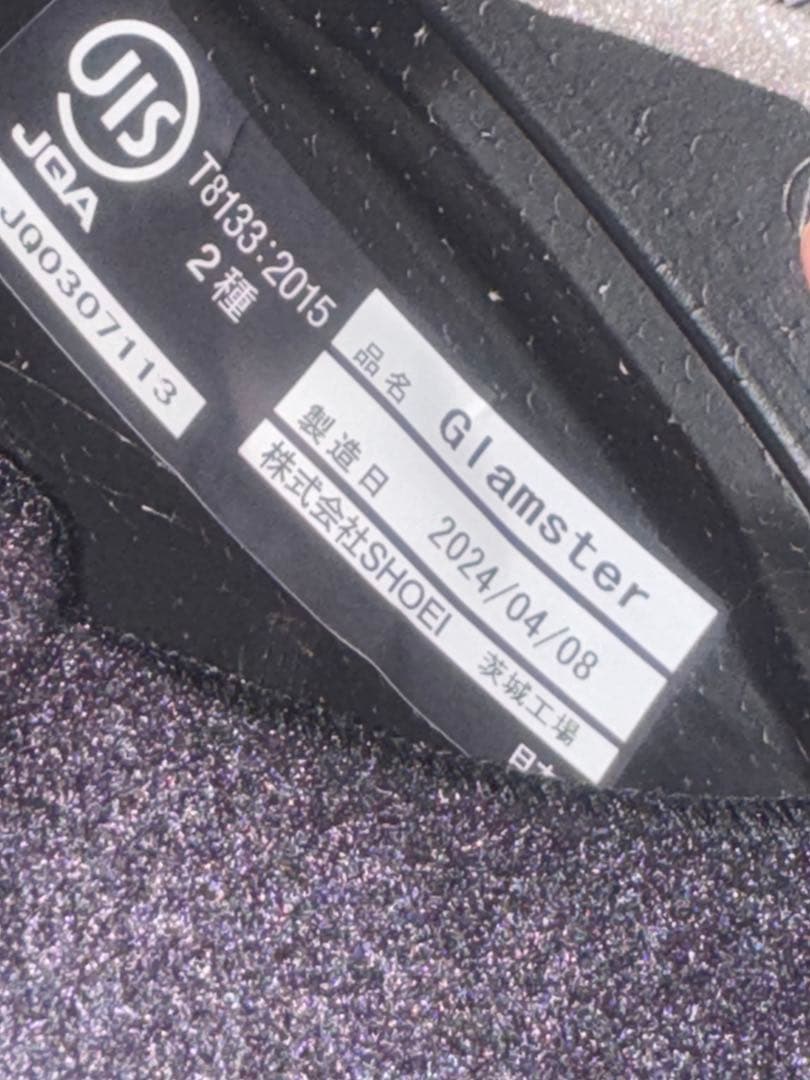 JIS
JQA
JQ0307113
T8133:2015
2種
品名 Glamster
製造日 2024/04/08
株式会社SHOEI 茨城工場